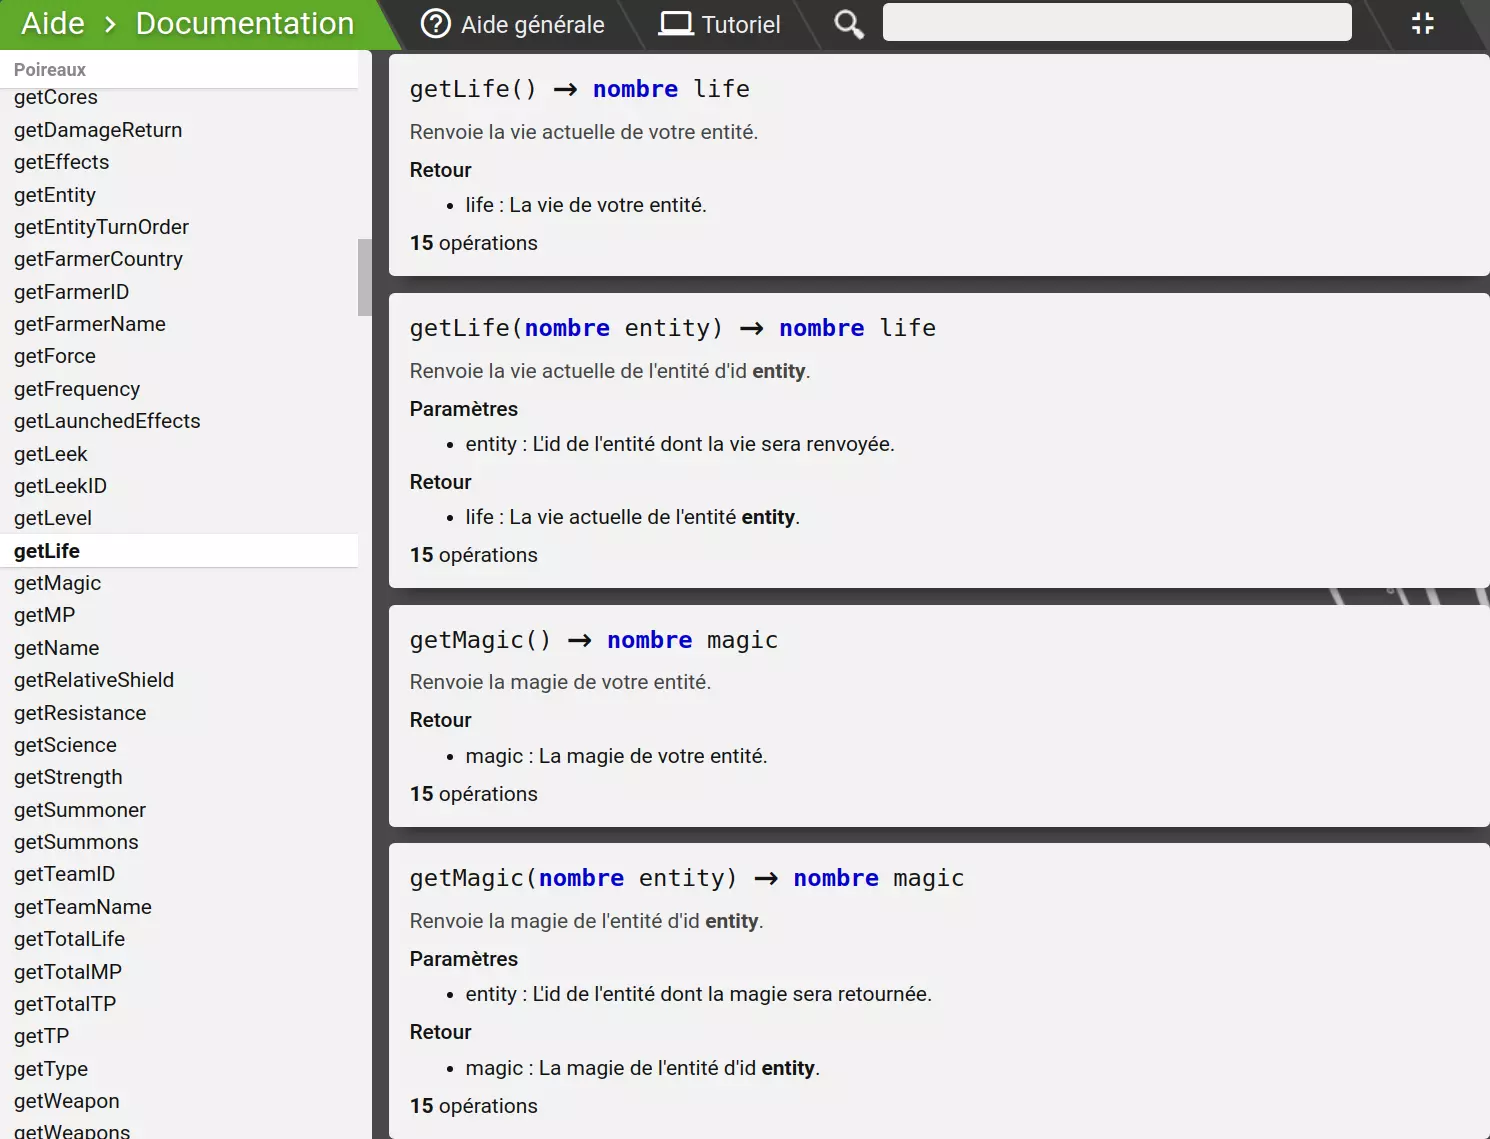 Aide > Documentation
Aide générale
Tutoriel
Poireaux
getCores
getDamageReturn
getEffects
getEntity
getEntityTurnOrder
getFarmerCountry
getFarmerID
getFarmerName
getForce
getFrequency
getLaunchedEffects
getLeek
getLeekID
getLevel
getLife
getMagic
getMP
getName
getRelativeShield
getResistance
getScience
getStrength
getSummoner
getSummons
getTeamID
getTeamName
getTotalLife
getTotalMP
getTotalTP
getTP
getType
getWeapon
getWeapons
getLife() → nombre life
Renvoie la vie actuelle de votre entité.
Retour
• life : La vie de votre entité.
15 opérations
getLife(nombre entity) → nombre life
Renvoie la vie actuelle de l'entité d'id entity.
Paramètres
• entity : L'id de l'entité dont la vie sera renvoyée.
Retour
• life : La vie actuelle de l'entité entity.
15 opérations
getMagic() → nombre magic
Renvoie la magie de votre entité.
Retour
• magic : La magie de votre entité.
15 opérations
getMagic(nombre entity) → nombre magic
Renvoie la magie de l'entité d'id entity.
Paramètres
• entity : L'id de l'entité dont la magie sera retournée.
Retour
• magic : La magie de l'entité d'id entity.
15 opérations